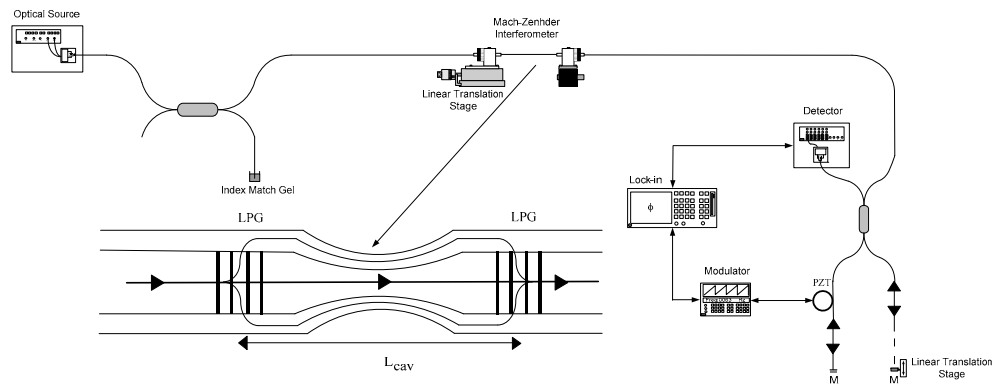 Optical Source
Mach-Zenhder
Interferometer
Linear Translation
Stage
Index Match Gel
Detector
Lock-in
ϕ
Modulator
PZT
LPG
LPG
Lcav
M
M
Linear Translation
Stage